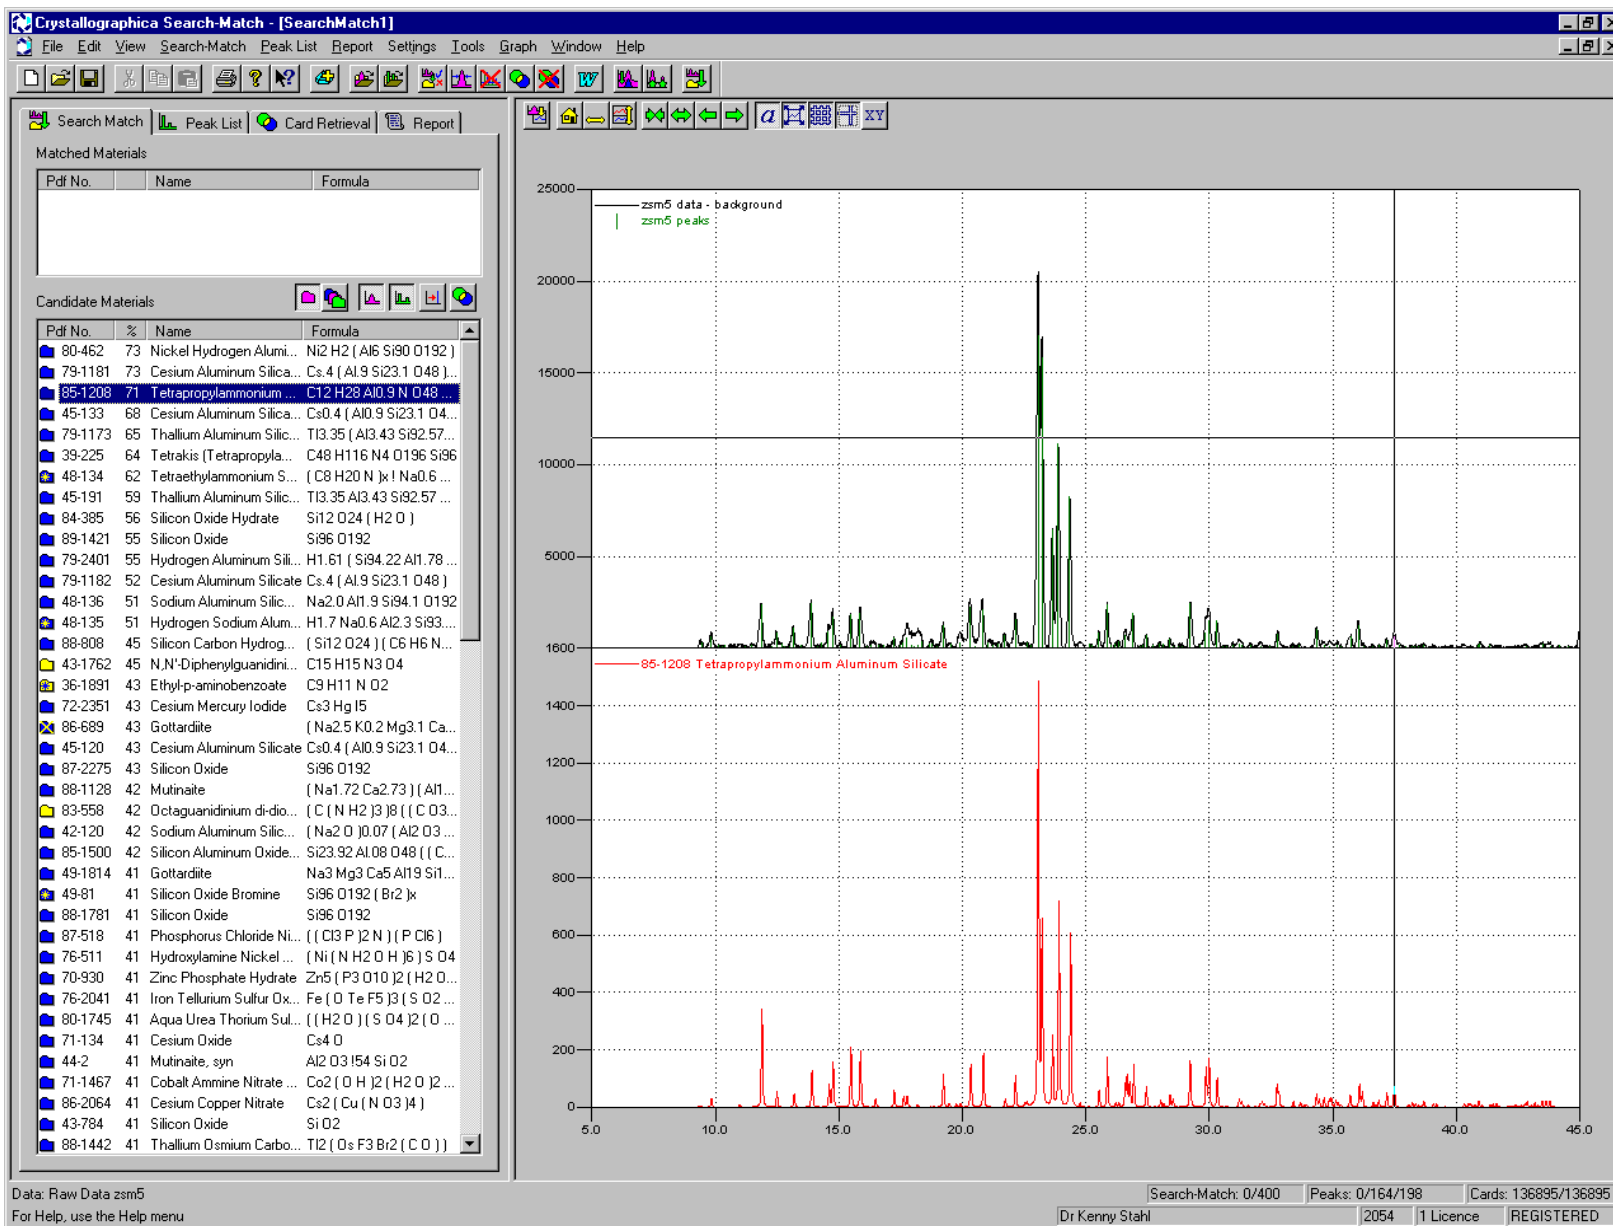 Crystallographica Search-Match - [SearchMatch1]
File Edit View Search-Match Peak List Report Settings Tools Graph Window Help
Search Match Peak List Card Retrieval Report
a XY
Matched Materials
Pdf No. Name Formula
Candidate Materials
Pdf No. % Name Formula
80-462 73 Nickel Hydrogen Alumi... Ni2 H2 ( Al6 Si90 O192 )
79-1181 73 Cesium Aluminum Silica... Cs.4 ( Al.9 Si23.1 O48 )...
85-1208 71 Tetrapropylammonium ... C12 H28 Al0.9 N O48 ...
45-133 68 Cesium Aluminum Silica... Cs0.4 ( Al0.9 Si23.1 O4...
79-1173 65 Thallium Aluminum Silic... Tl3.35 ( Al3.43 Si92.57...
39-225 64 Tetrakis (Tetrapropyla... C48 H116 N4 O196 Si96
48-134 62 Tetraethylammonium S... ( C8 H20 N )x ! Na0.6 ...
45-191 59 Thallium Aluminum Silic... Tl3.35 Al3.43 Si92.57 ...
84-385 56 Silicon Oxide Hydrate Si12 O24 ( H2 O )
89-1421 55 Silicon Oxide Si96 O192
79-2401 55 Hydrogen Aluminum Sili... H1.61 ( Si94.22 Al1.78 ...
79-1182 52 Cesium Aluminum Silicate Cs.4 ( Al.9 Si23.1 O48 )
48-136 51 Sodium Aluminum Silic... Na2.0 Al1.9 Si94.1 O192
48-135 51 Hydrogen Sodium Alum... H1.7 Na0.6 Al2.3 Si93....
88-808 45 Silicon Carbon Hydrog... ( Si12 O24 ) ( C6 H6 N...
43-1762 45 N,N'-Diphenylguanidini... C15 H15 N3 O4
36-1891 43 Ethyl-p-aminobenzoate C9 H11 N O2
72-2351 43 Cesium Mercury Iodide Cs3 Hg I5
86-689 43 Gottardiite ( Na2.5 K0.2 Mg3.1 Ca...
45-120 43 Cesium Aluminum Silicate Cs0.4 ( Al0.9 Si23.1 O4...
87-2275 43 Silicon Oxide Si96 O192
88-1128 42 Mutinaite ( Na1.72 Ca2.73 ) ( Al1...
83-558 42 Octaguanidinium di-dio... ( C ( N H2 )3 )8 ( ( C O3...
42-120 42 Sodium Aluminum Silic... ( Na2 O )0.07 ( Al2 O3 ...
85-1500 42 Silicon Aluminum Oxide... Si23.92 Al.08 O48 ( ( C...
49-1814 41 Gottardiite Na3 Mg3 Ca5 Al19 Si1...
49-81 41 Silicon Oxide Bromine Si96 O192 ( Br2 )x
88-1781 41 Silicon Oxide Si96 O192
87-518 41 Phosphorus Chloride Ni... ( ( Cl3 P )2 N ) ( P Cl6 )
76-511 41 Hydroxylamine Nickel ... ( Ni ( N H2 O H )6 ) S O4
70-930 41 Zinc Phosphate Hydrate Zn5 ( P3 O10 )2 ( H2 O...
76-2041 41 Iron Tellurium Sulfur Ox... Fe ( O Te F5 )3 ( S O2 ...
80-1745 41 Aqua Urea Thorium Sul... ( ( H2 O ) ( S O4 )2 ( O ...
71-134 41 Cesium Oxide Cs4 O
44-2 41 Mutinaite, syn Al2 O3 !54 Si O2
71-1467 41 Cobalt Ammine Nitrate ... Co2 ( O H )2 ( H2 O )2 ...
86-2064 41 Cesium Copper Nitrate Cs2 ( Cu ( N O3 )4 )
43-784 41 Silicon Oxide Si O2
88-1442 41 Thallium Osmium Carbo... Tl2 ( Os F3 Br2 ( C O ) )
25000
zsm5 data - background
zsm5 peaks
20000
15000
10000
5000
1600
85-1208 Tetrapropylammonium Aluminum Silicate
1400
1200
1000
800
600
400
200
0
5.0 10.0 15.0 20.0 25.0 30.0 35.0 40.0 45.0
Data: Raw Data zsm5
Search-Match: 0/400 Peaks: 0/164/198 Cards: 136895/136895
For Help, use the Help menu
Dr Kenny Stahl 2054 1 Licence REGISTERED